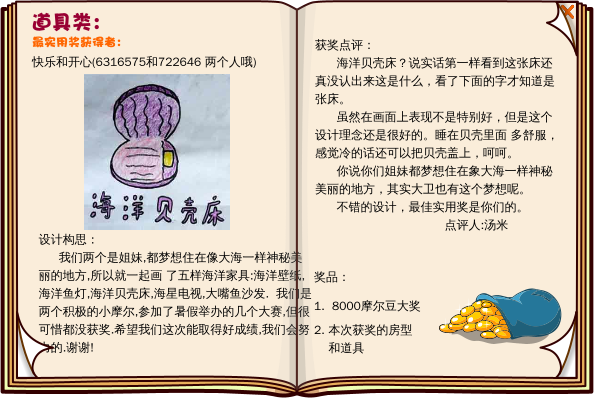 道具类：
最实用奖获得者：
快乐和开心(6316575和722646 两个人哦)
海洋贝壳床
设计构思：
我们两个是姐妹,都梦想住在像大海一样神秘美
丽的地方,所以就一起画 了五样海洋家具:海洋壁纸,
海洋鱼灯,海洋贝壳床,海星电视,大嘴鱼沙发. 我们是
两个积极的小摩尔,参加了暑假举办的几个大赛,但很
可惜都没获奖.希望我们这次能取得好成绩,我们会努
力的.谢谢!
获奖点评：
海洋贝壳床？说实话第一样看到这张床还
真没认出来这是什么，看了下面的字才知道是
张床。
虽然在画面上表现不是特别好，但是这个
设计理念还是很好的。睡在贝壳里面 多舒服，
感觉冷的话还可以把贝壳盖上，呵呵。
你说你们姐妹都梦想住在象大海一样神秘
美丽的地方，其实大卫也有这个梦想呢。
不错的设计，最佳实用奖是你们的。
点评人:汤米
奖品：
1. 8000摩尔豆大奖
2. 本次获奖的房型
和道具